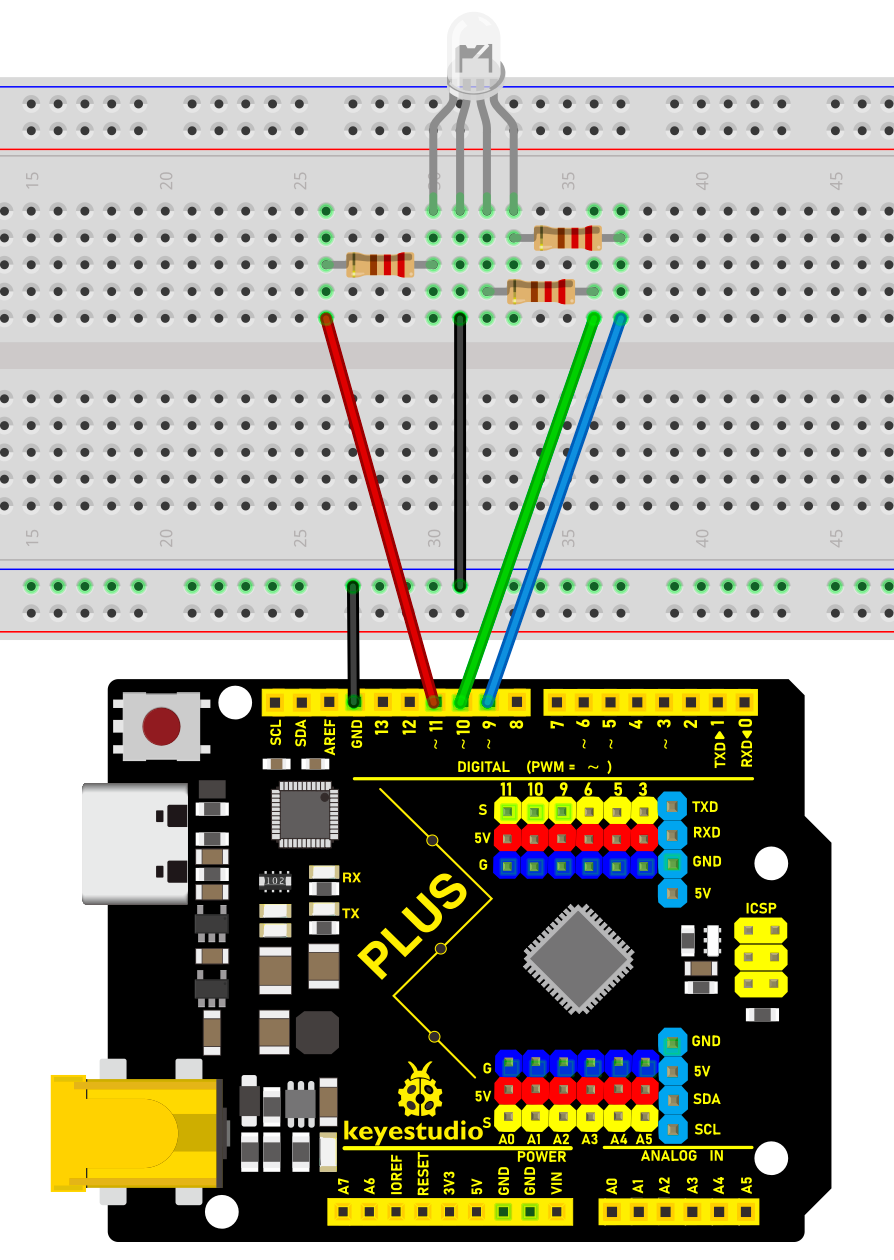 15 20 25 30 35 40 45
15 20 25 30 35 40 45
SCL SDA AREF GND 13 12 ~11 ~10 ~9 8 7 ~6 ~5 4 ~3 2 TXD▶1 RXD◀0
DIGITAL (PWM = ~ )
11 10 9 6 5 3
S TXD
5V RXD
G GND
5V
102
RX
TX
PLUS
ICSP
GND
G
5V
5V
SDA
S
SCL
A0 A1 A2 A3 A4 A5
keyestudio
POWER
ANALOG IN
A7 A6 IOREF RESET 3V3 5V GND GND VIN A0 A1 A2 A3 A4 A5